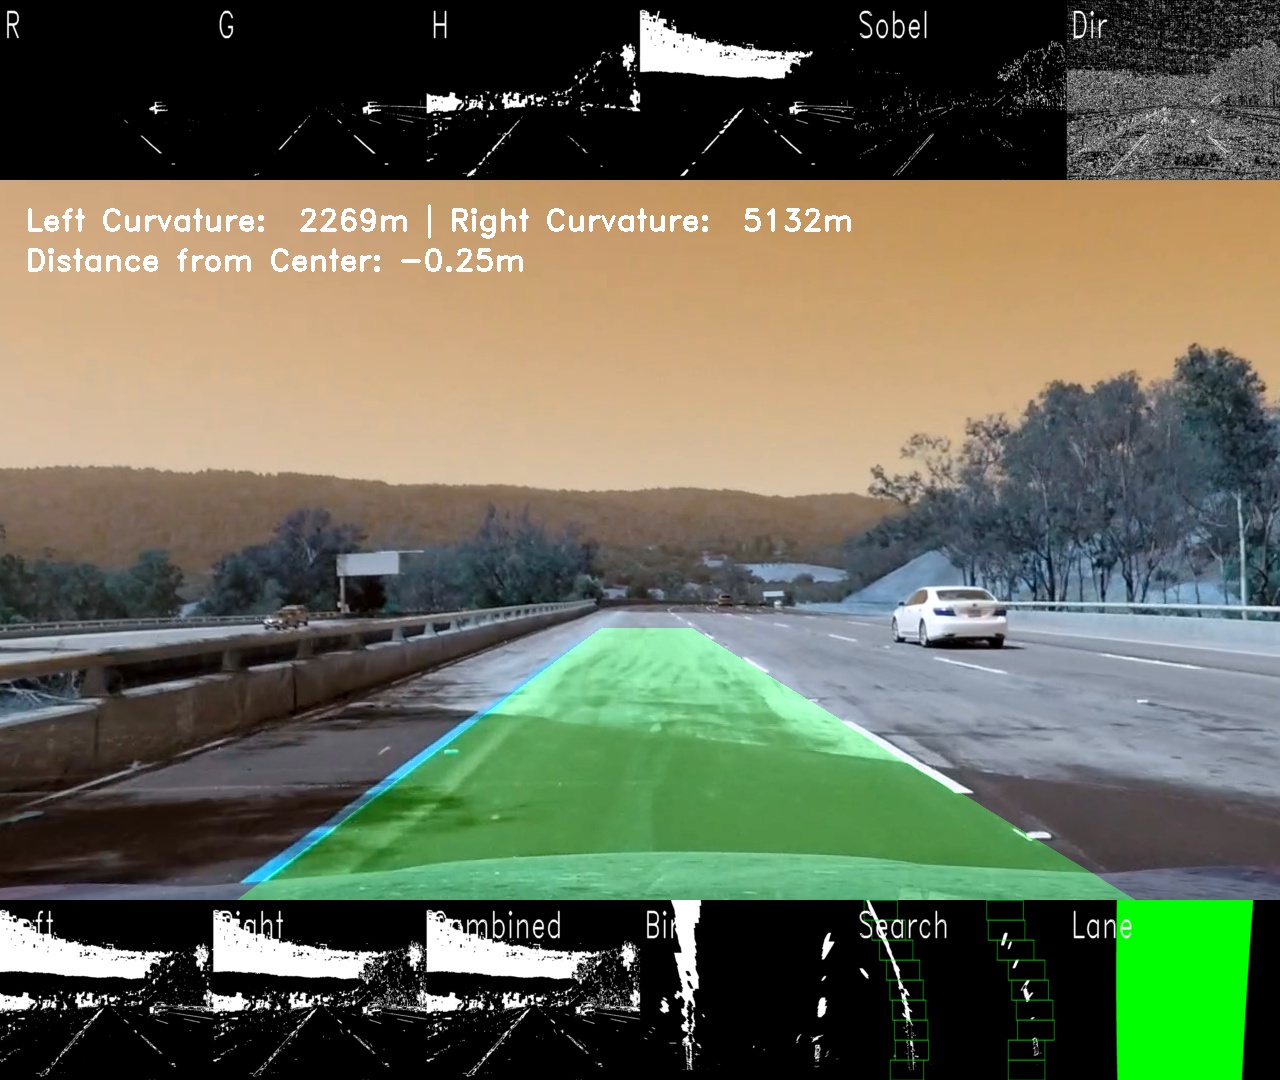 R G H Sobel Dir
Left Curvature: 2269m | Right Curvature: 5132m
Distance from Center: -0.25m
Search Lane